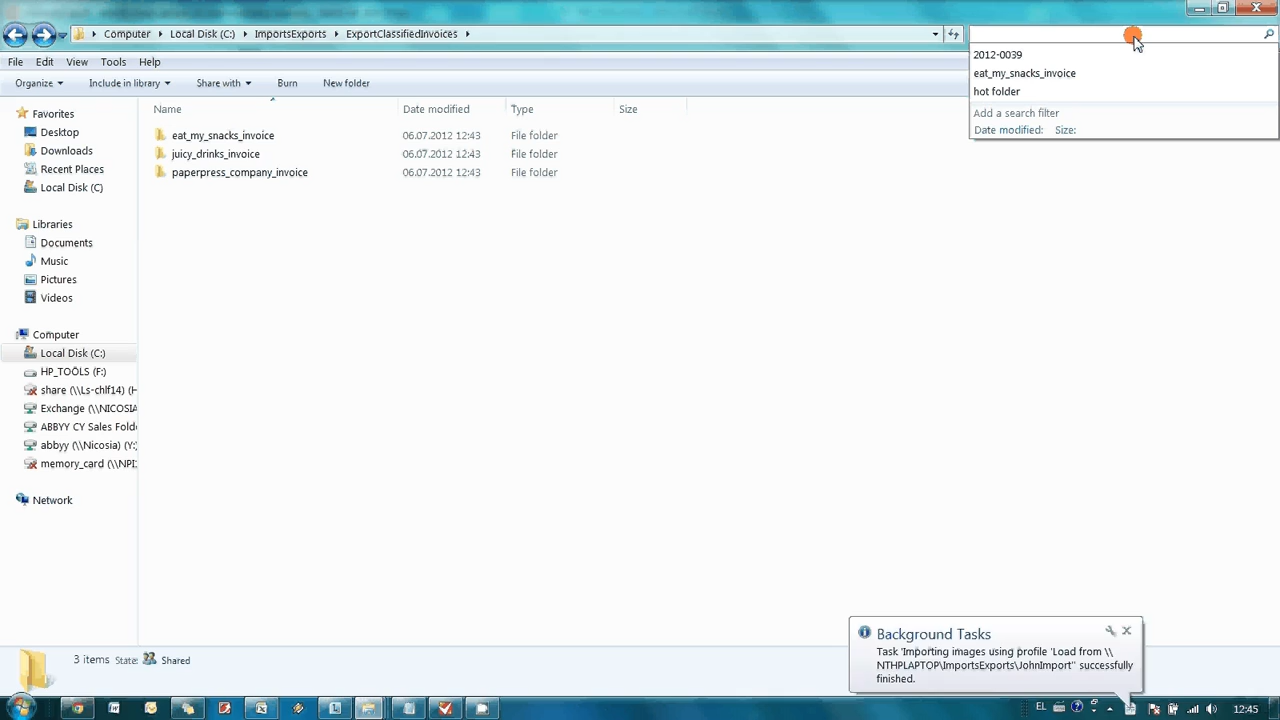 Computer Local Disk (C:) ImportsExports ExportClassifiedInvoices
2012-0039
eat_my_snacks_invoice
hot folder
Add a search filter
Date modified: Size:
File Edit View Tools Help
Organize Include in library Share with Burn New folder
Name Date modified Type Size
eat_my_snacks_invoice 06.07.2012 12:43 File folder
juicy_drinks_invoice 06.07.2012 12:43 File folder
paperpress_company_invoice 06.07.2012 12:43 File folder
Favorites
Desktop
Downloads
Recent Places
Local Disk (C)
Libraries
Documents
Music
Pictures
Videos
Computer
Local Disk (C:)
HP_TOOLS (F:)
share (\\Ls-chlf14) (H
Exchange (\\NICOSIA
ABBYY CY Sales Folde
abbyy (\\Nicosia) (Y:)
memory_card (\\NPI
Network
3 items State: Shared
Background Tasks
Task 'Importing images using profile 'Load from \\
NTHPLAPTOP\ImportsExports\JohnImport'' successfully
finished.
EL 12:45